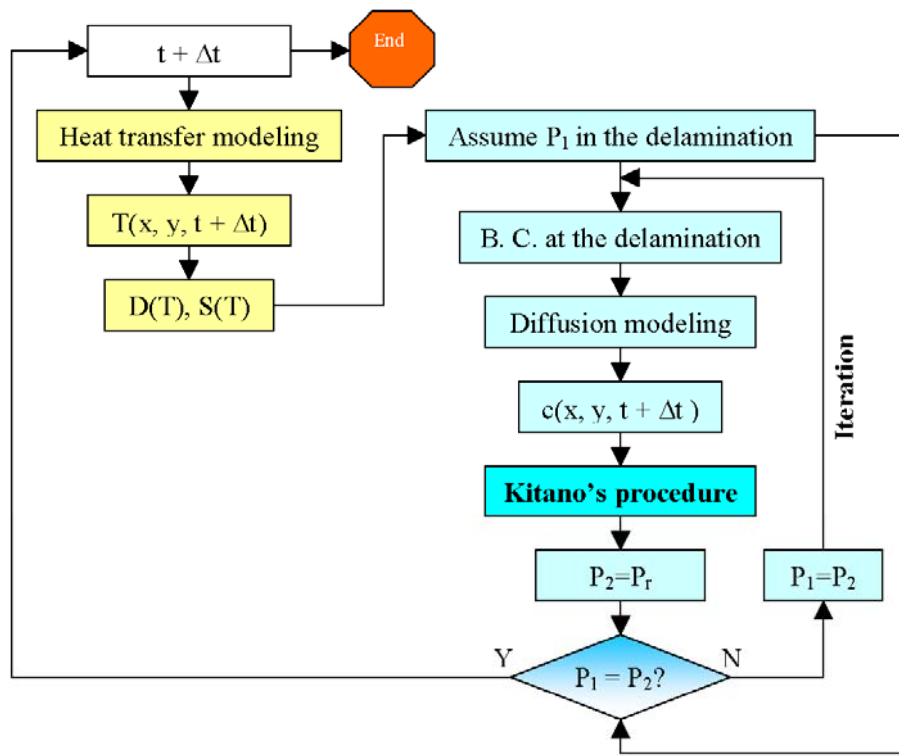 t + Δt
End
Heat transfer modeling
T(x, y, t + Δt)
D(T), S(T)
Assume P₁ in the delamination
B. C. at the delamination
Diffusion modeling
c(x, y, t + Δt )
Kitano's procedure
P₂=Pᵣ
P₁ = P₂?
Y
N
P₁=P₂
Iteration